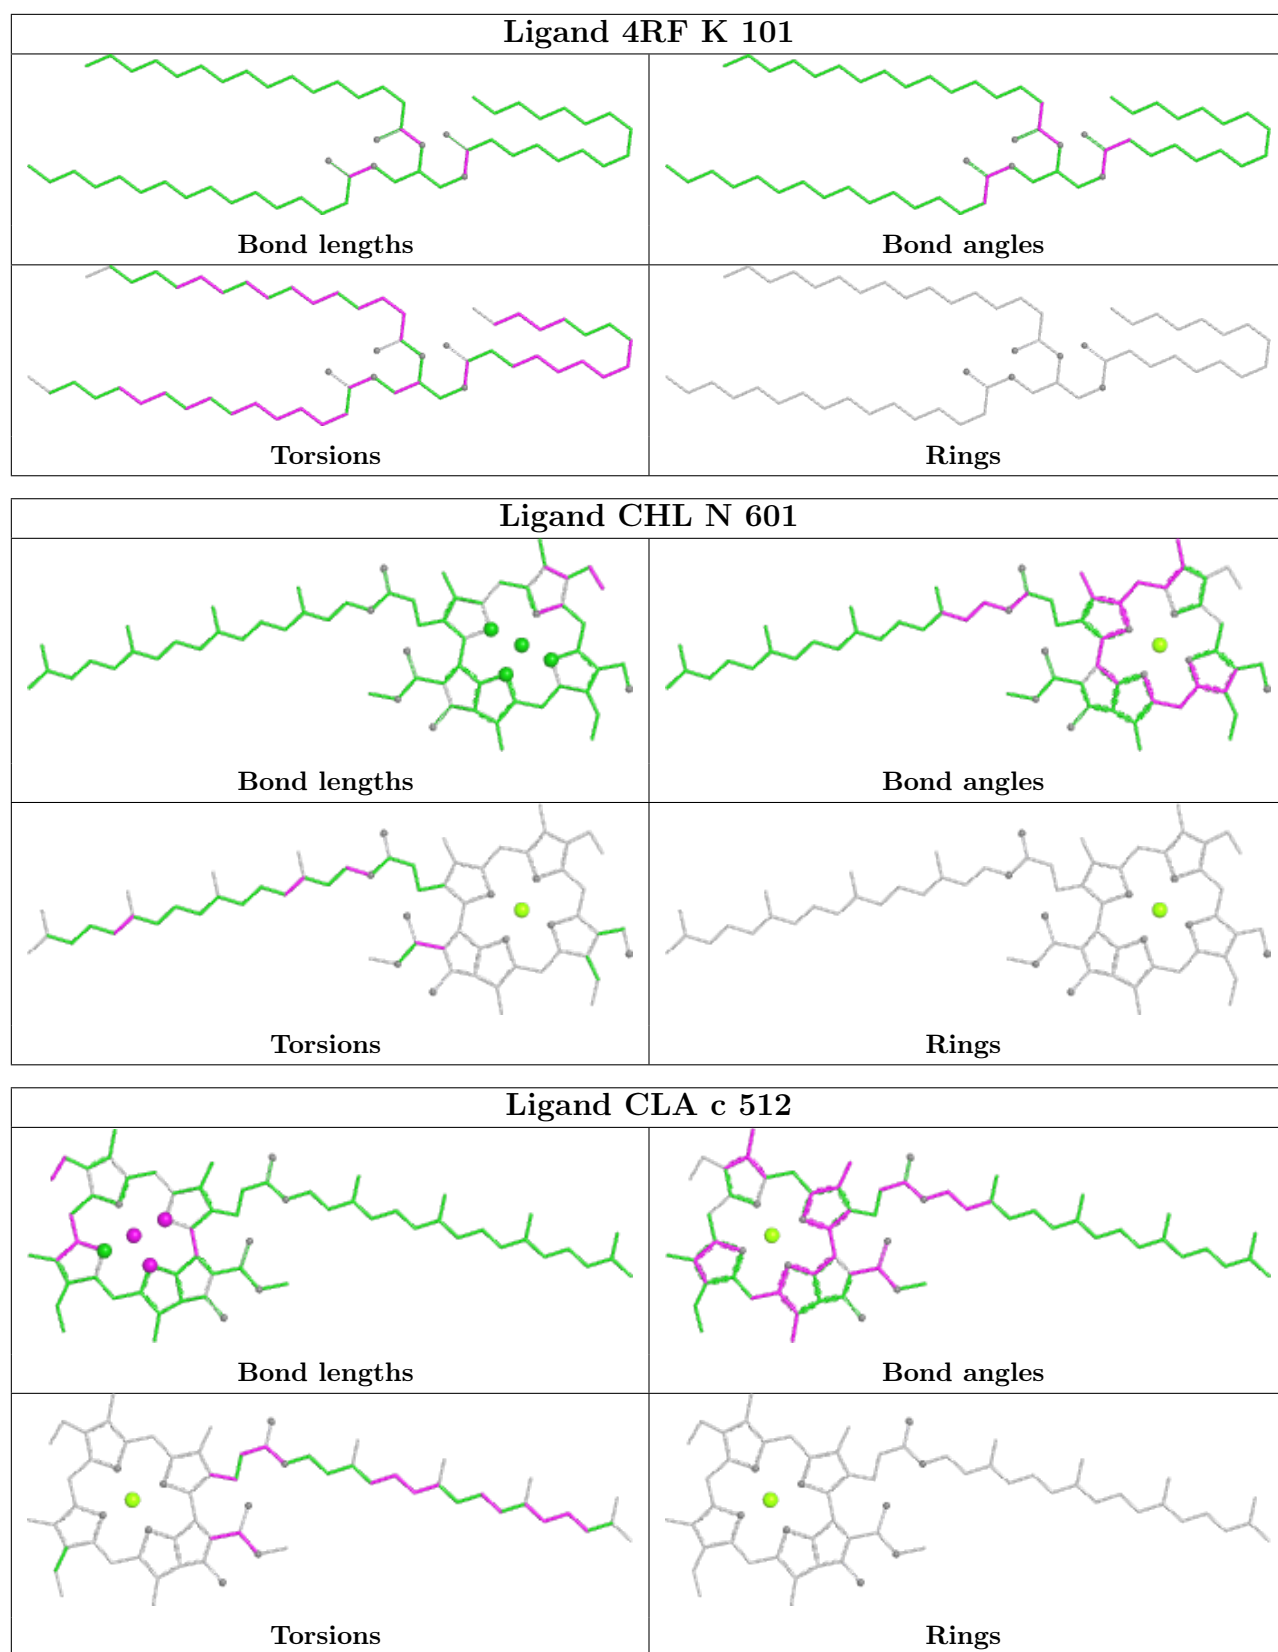 Ligand 4RF K 101
Bond lengths
Bond angles
Torsions
Rings
Ligand CHL N 601
Bond lengths
Bond angles
Torsions
Rings
Ligand CLA c 512
Bond lengths
Bond angles
Torsions
Rings